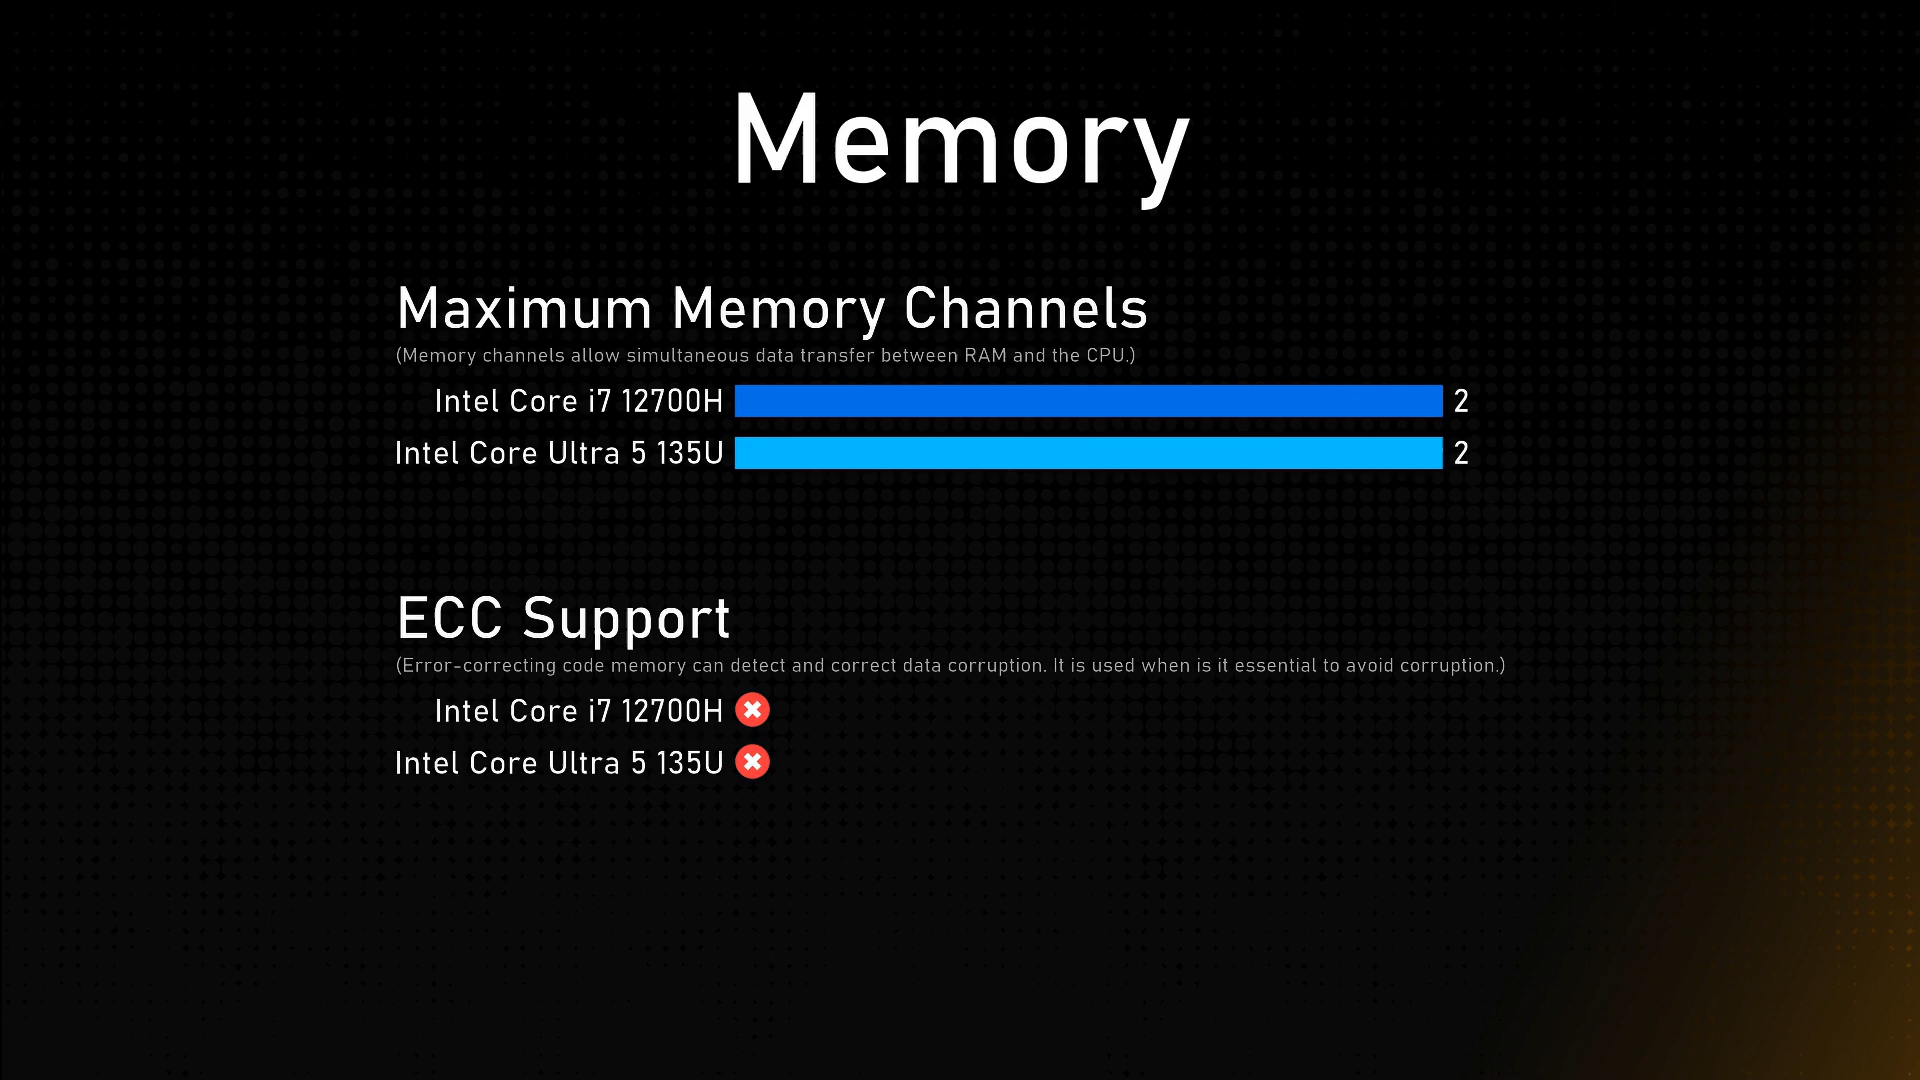 Memory
Maximum Memory Channels
(Memory channels allow simultaneous data transfer between RAM and the CPU.)
Intel Core i7 12700H 2
Intel Core Ultra 5 135U 2
ECC Support
(Error-correcting code memory can detect and correct data corruption. It is used when is it essential to avoid corruption.)
Intel Core i7 12700H
Intel Core Ultra 5 135U